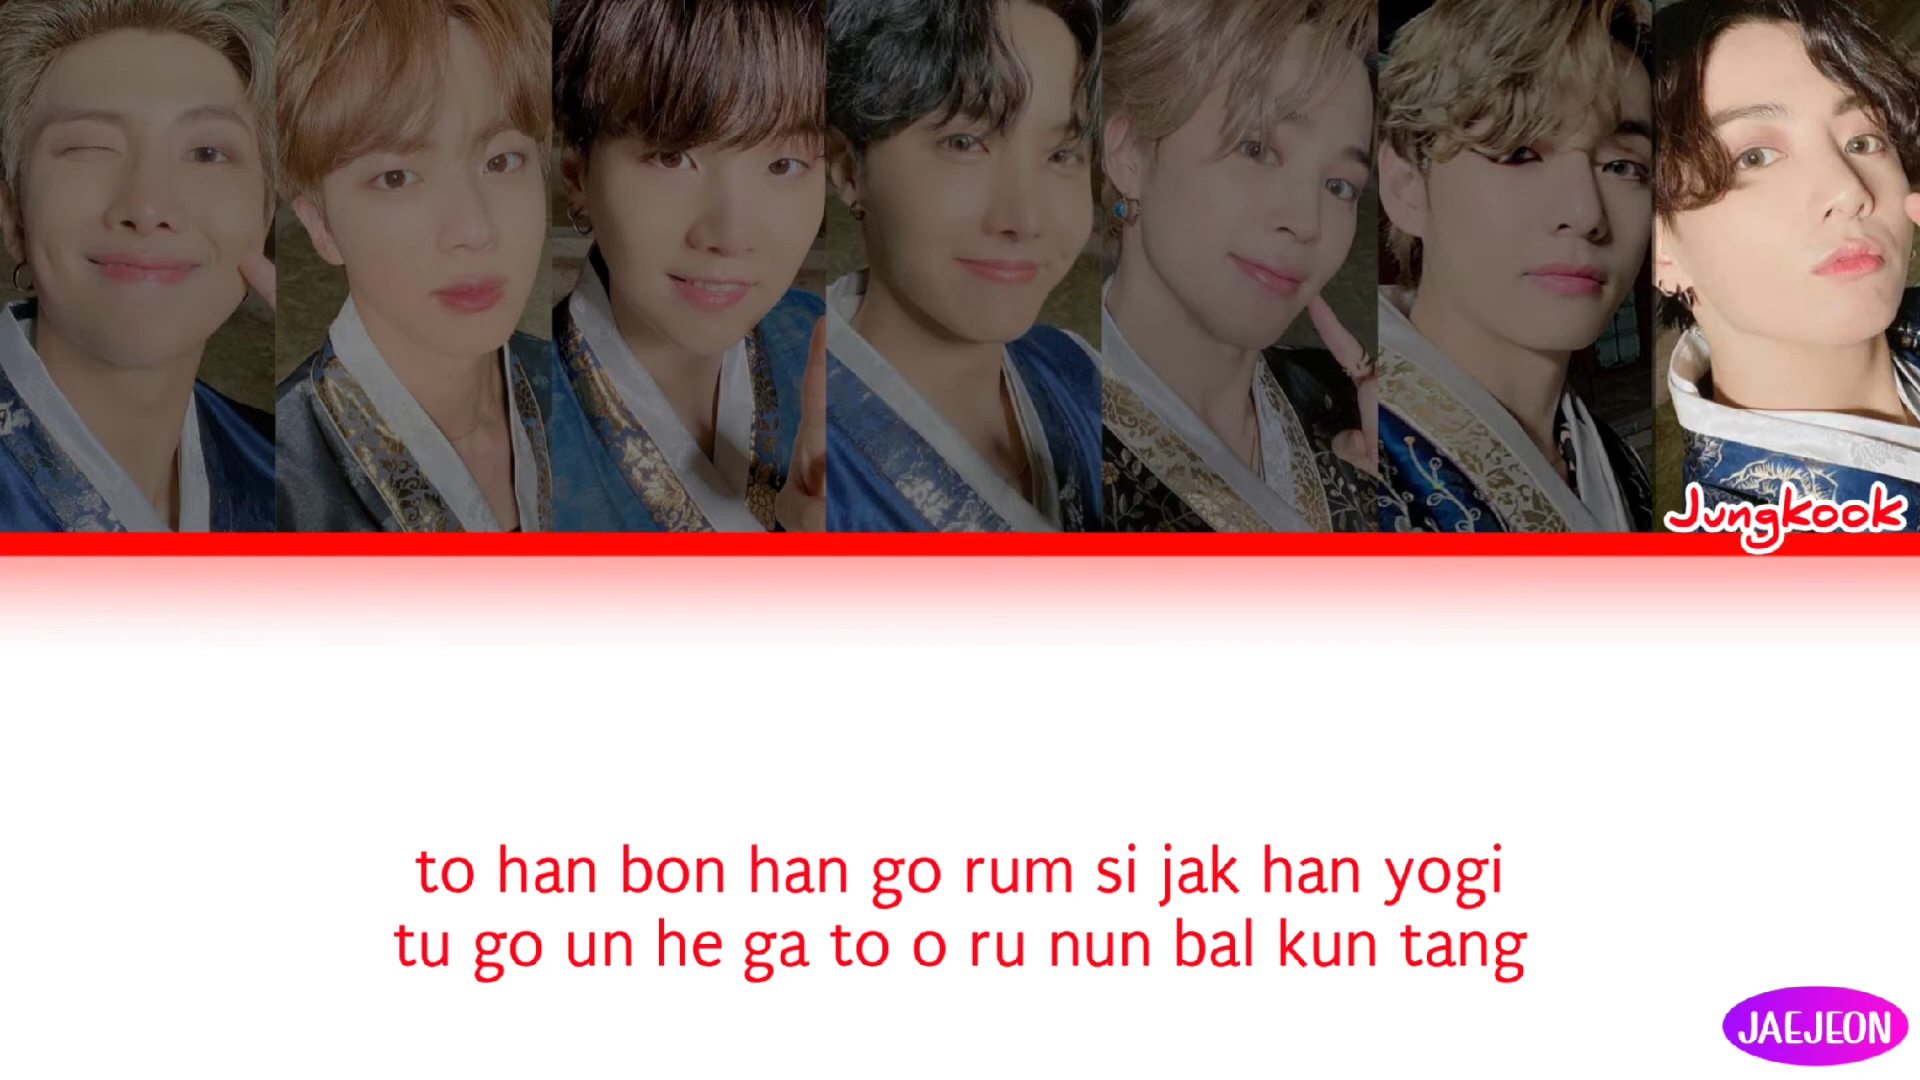 Jungkook
to han bon han go rum si jak han yogi
tu go un he ga to o ru nun bal kun tang
JAEJEON